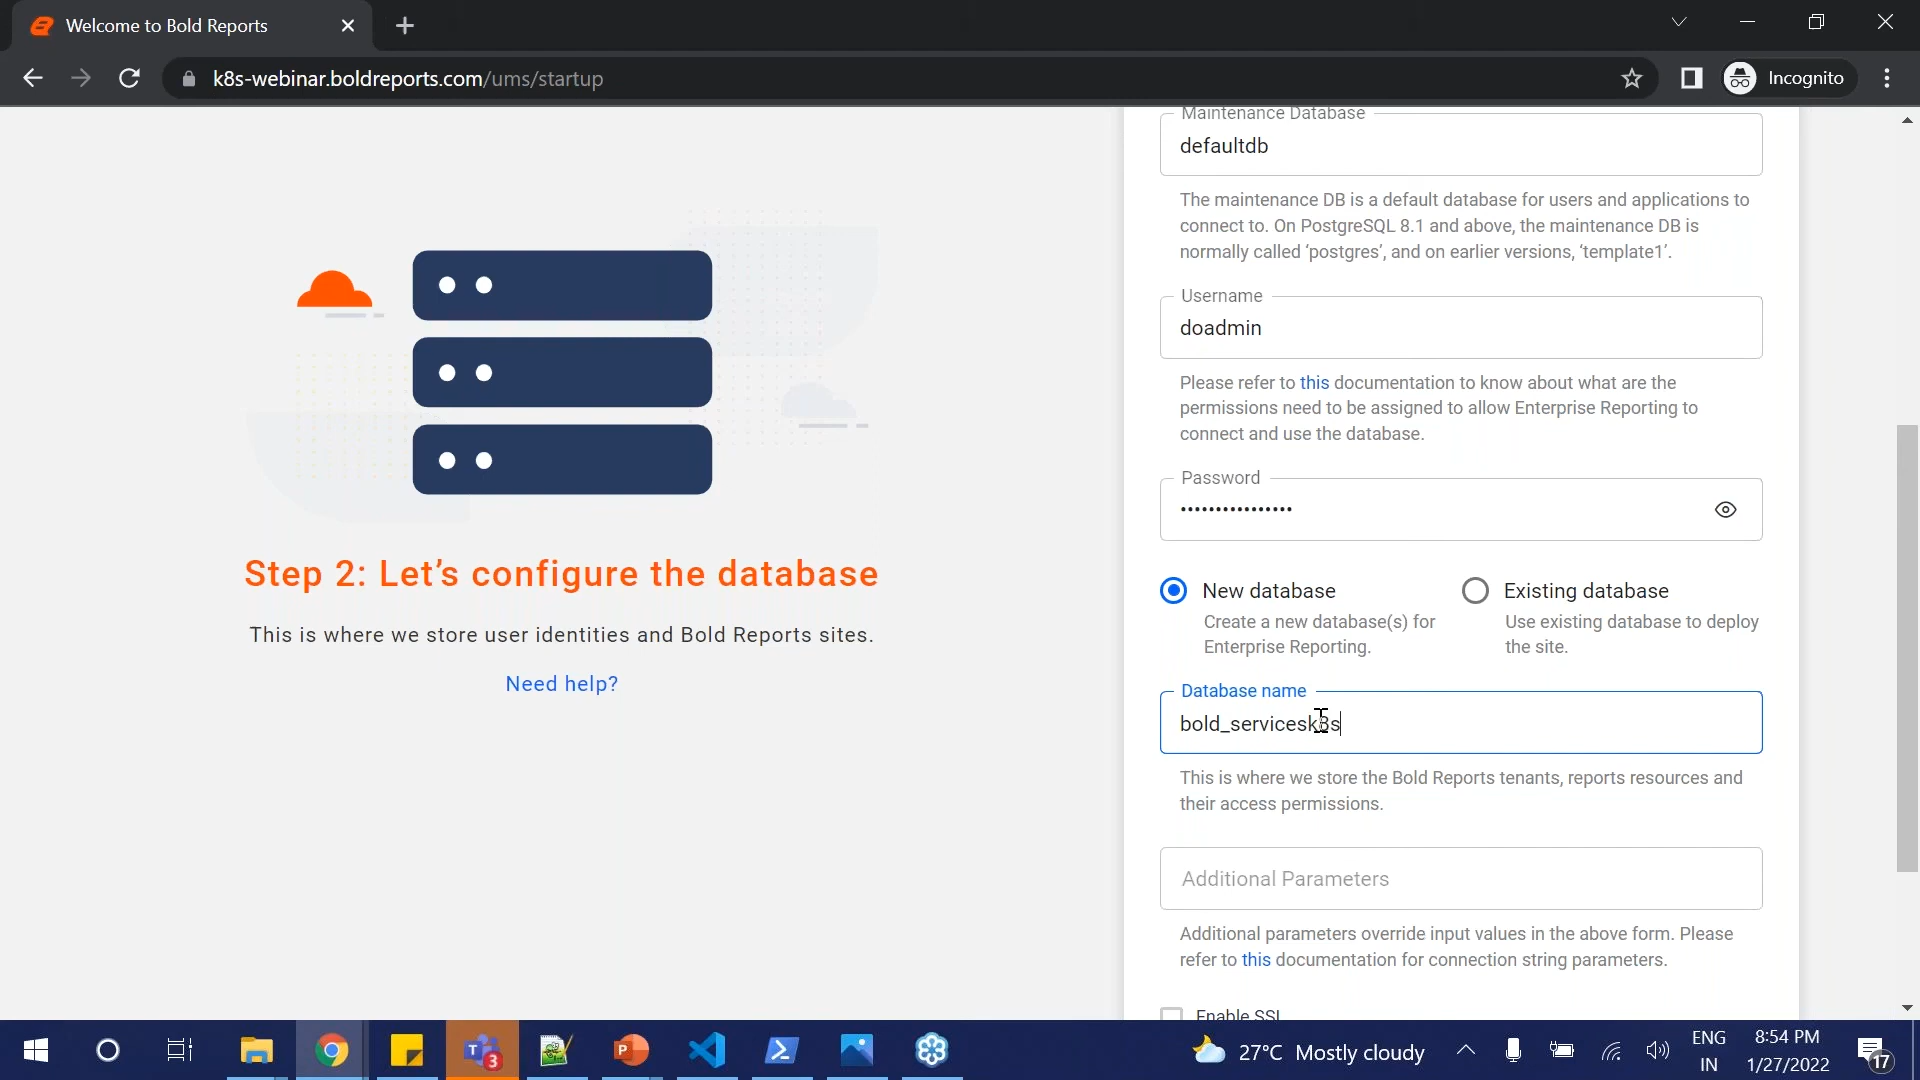 Welcome to Bold Reports
k8s-webinar.boldreports.com/ums/startup
Incognito
Step 2: Let’s configure the database
This is where we store user identities and Bold Reports sites.
Need help?
Maintenance Database
defaultdb
The maintenance DB is a default database for users and applications to
connect to. On PostgreSQL 8.1 and above, the maintenance DB is
normally called ‘postgres’, and on earlier versions, ‘template1’.
Username
doadmin
Please refer to this documentation to know about what are the
permissions need to be assigned to allow Enterprise Reporting to
connect and use the database.
Password
••••••••••••••••
New database
Create a new database(s) for
Enterprise Reporting.
Existing database
Use existing database to deploy
the site.
Database name
bold_servicesk8s
This is where we store the Bold Reports tenants, reports resources and
their access permissions.
Additional Parameters
Additional parameters override input values in the above form. Please
refer to this documentation for connection string parameters.
Enable SSL
T
3
P
27°C Mostly cloudy
ENG
IN
8:54 PM
1/27/2022
17